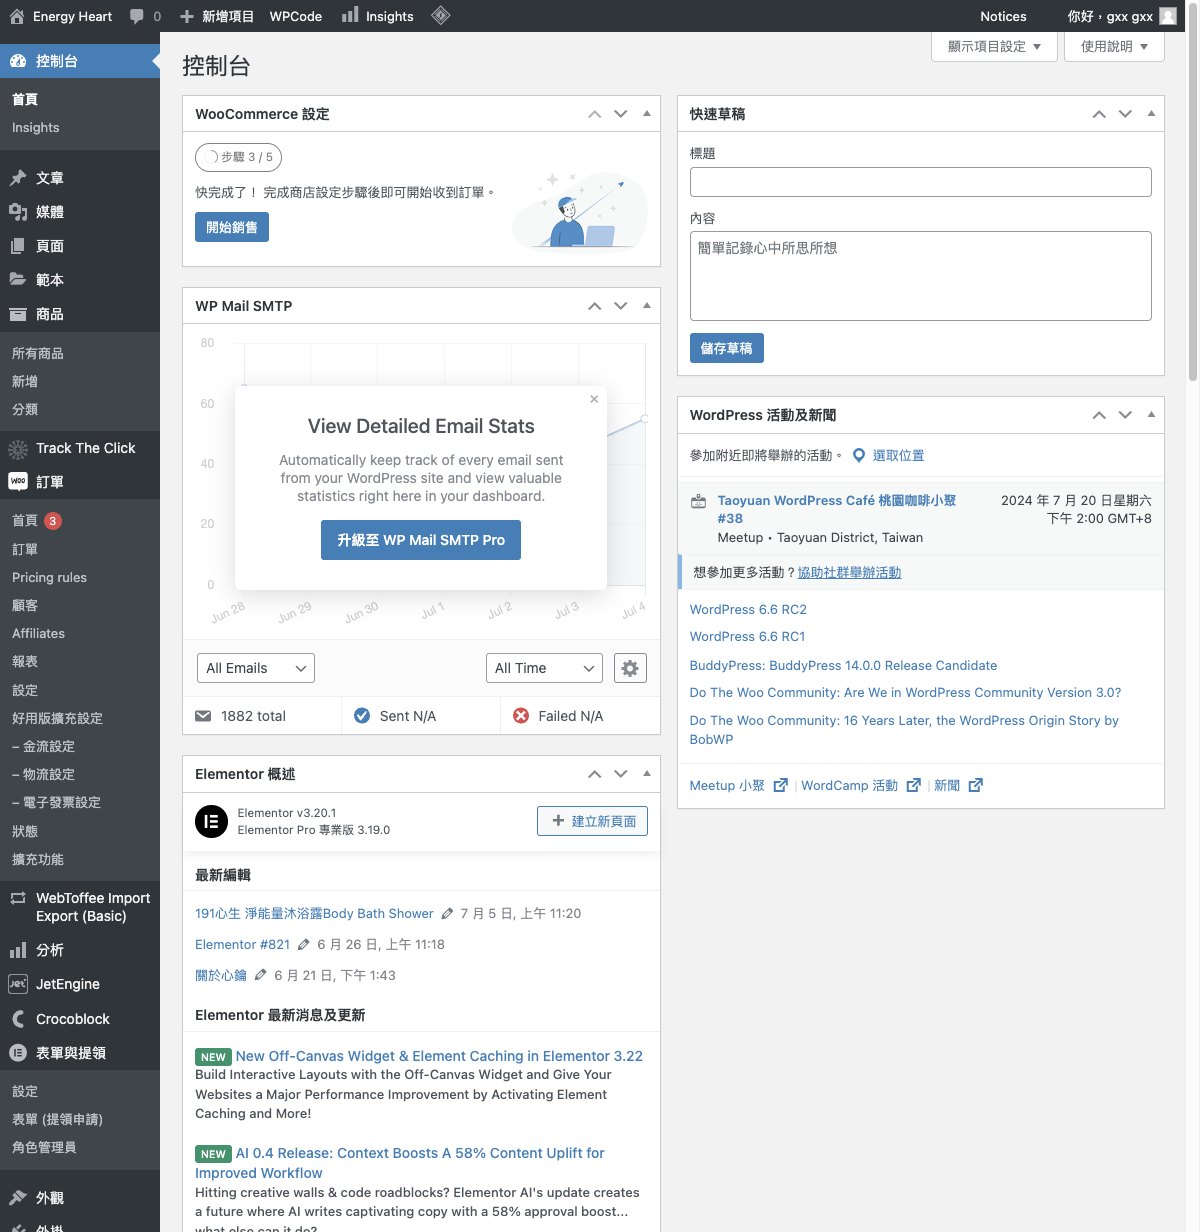 Energy Heart
0
新增項目
WPCode
Insights
Notices
你好，gxx gxx
控制台
首頁
Insights
文章
媒體
頁面
範本
商品
所有商品
新增
分類
Track The Click
訂單
首頁 3
訂單
Pricing rules
顧客
Affiliates
報表
設定
好用版擴充設定
– 金流設定
– 物流設定
– 電子發票設定
狀態
擴充功能
WebToffee Import
Export (Basic)
分析
JetEngine
Crocoblock
表單與提領
設定
表單 (提領申請)
角色管理員
外觀
外掛
顯示項目設定
使用說明
控制台
WooCommerce 設定
步驟 3 / 5
快完成了！ 完成商店設定步驟後即可開始收到訂單。
開始銷售
WP Mail SMTP
80
60
40
20
0
Jun 28
Jun 29
Jun 30
Jul 1
Jul 2
Jul 3
Jul 4
View Detailed Email Stats
Automatically keep track of every email sent
from your WordPress site and view valuable
statistics right here in your dashboard.
升級至 WP Mail SMTP Pro
All Emails
All Time
1882 total
Sent N/A
Failed N/A
Elementor 概述
Elementor v3.20.1
Elementor Pro 專業版 3.19.0
建立新頁面
最新編輯
191心生 淨能量沐浴露Body Bath Shower 7 月 5 日, 上午 11:20
Elementor #821 6 月 26 日, 上午 11:18
關於心鑰 6 月 21 日, 下午 1:43
Elementor 最新消息及更新
NEW New Off-Canvas Widget & Element Caching in Elementor 3.22
Build Interactive Layouts with the Off-Canvas Widget and Give Your
Websites a Major Performance Improvement by Activating Element
Caching and More!
NEW AI 0.4 Release: Context Boosts A 58% Content Uplift for
Improved Workflow
Hitting creative walls & code roadblocks? Elementor AI's update creates
a future where AI writes captivating copy with a 58% approval boost...
what else can it do?
快速草稿
標題
內容
簡單記錄心中所思所想
儲存草稿
WordPress 活動及新聞
參加附近即將舉辦的活動。 選取位置
Taoyuan WordPress Café 桃園咖啡小聚
#38
Meetup • Taoyuan District, Taiwan
2024 年 7 月 20 日星期六
下午 2:00 GMT+8
想參加更多活動？協助社群舉辦活動
WordPress 6.6 RC2
WordPress 6.6 RC1
BuddyPress: BuddyPress 14.0.0 Release Candidate
Do The Woo Community: Are We in WordPress Community Version 3.0?
Do The Woo Community: 16 Years Later, the WordPress Origin Story by
BobWP
Meetup 小聚 | WordCamp 活動 | 新聞